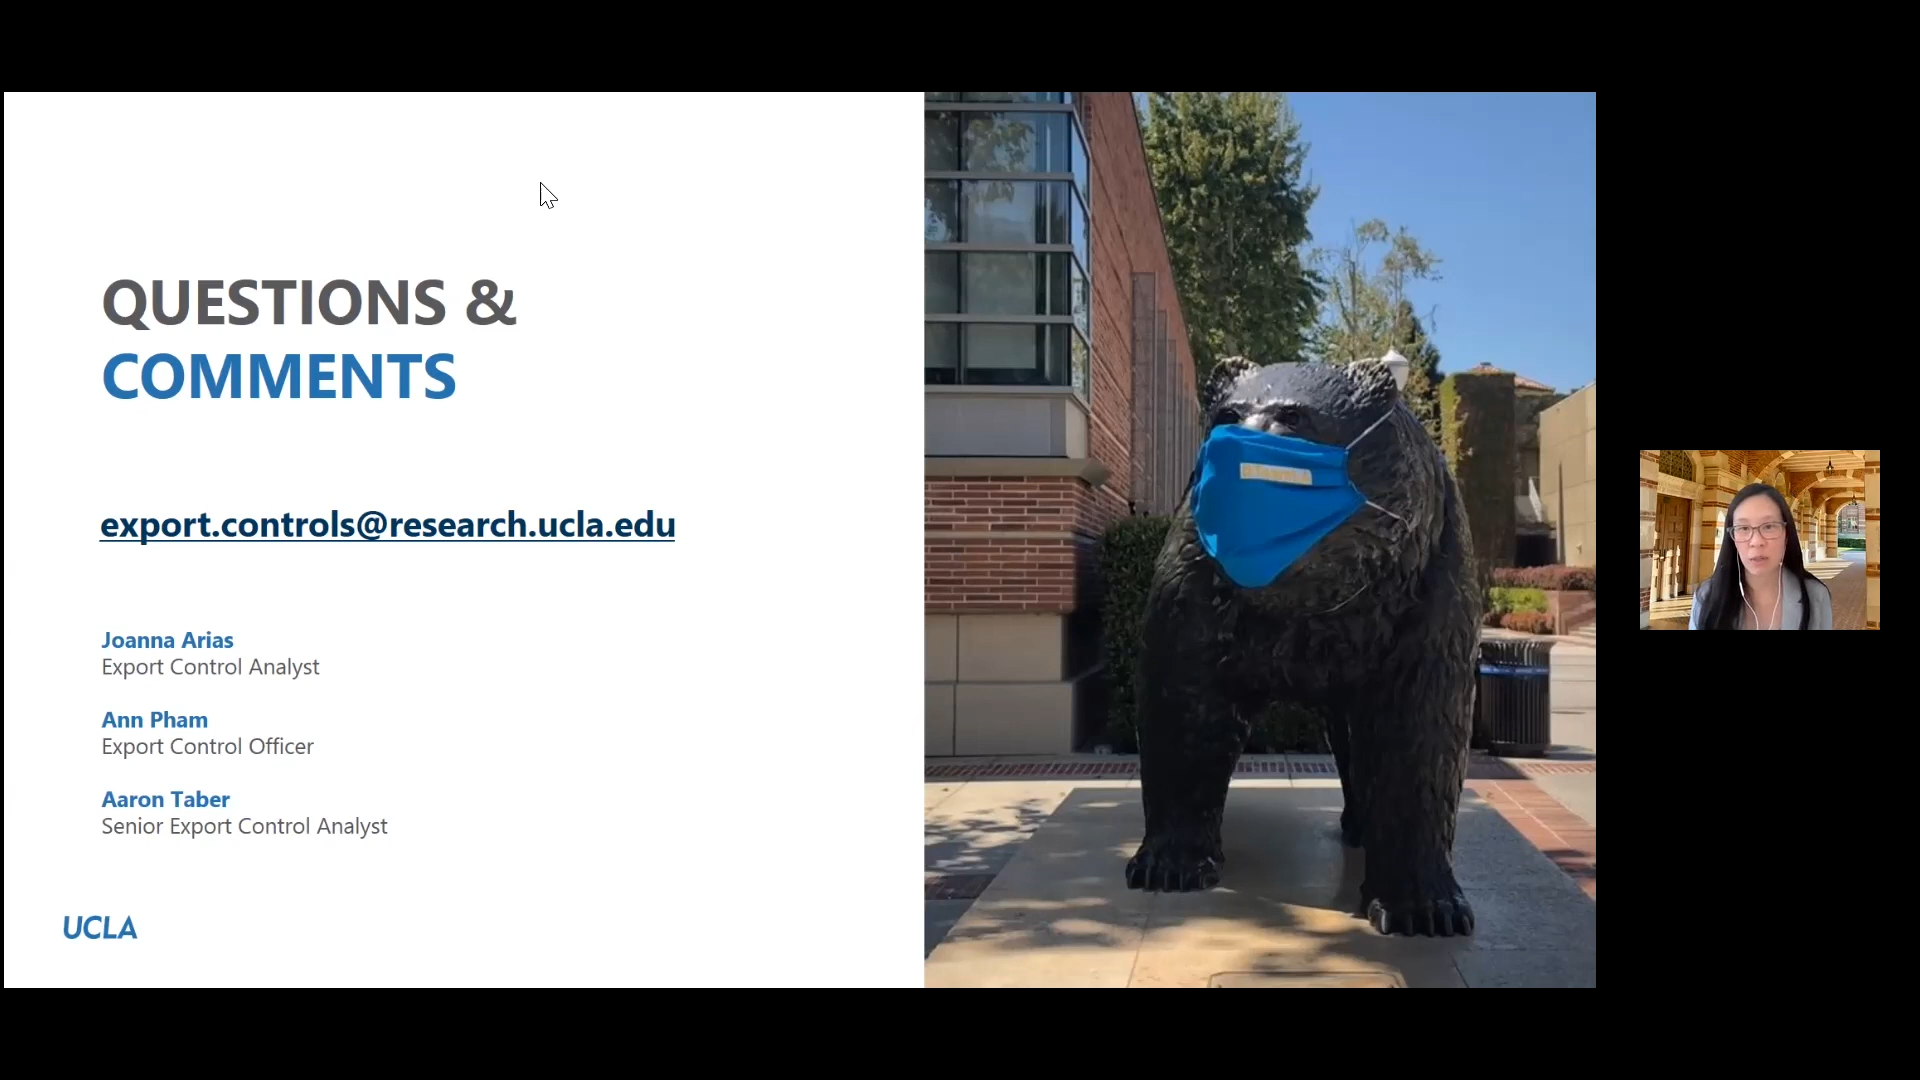 QUESTIONS &
COMMENTS
export.controls@research.ucla.edu
Joanna Arias
Export Control Analyst
Ann Pham
Export Control Officer
Aaron Taber
Senior Export Control Analyst
UCLA